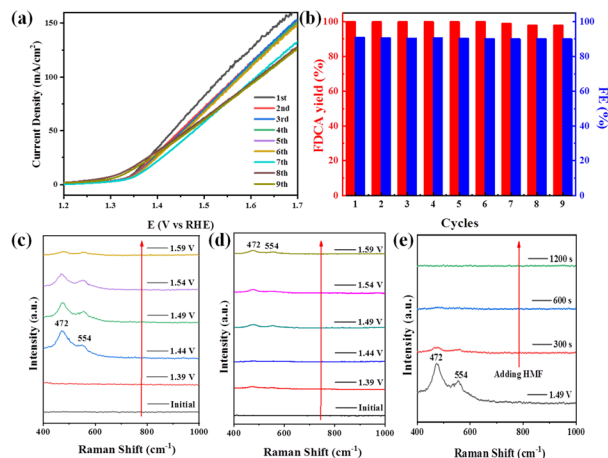 (a)
150
100
50
0
Current Density (mA/cm²)
1st
2nd
3rd
4th
5th
6th
7th
8th
9th
1.2 1.3 1.4 1.5 1.6 1.7
E (V vs RHE)
(b)
100
80
60
40
20
0
FDCA yield (%)
100
80
60
40
20
0
FE (%)
1 2 3 4 5 6 7 8 9
Cycles
(c)
1.59 V
1.54 V
1.49 V
472
554
1.44 V
1.39 V
Initial
Intensity (a.u.)
400 600 800 1000
Raman Shift (cm⁻¹)
(d)
472 554
1.59 V
1.54 V
1.49 V
1.44 V
1.39 V
Initial
Intensity (a.u.)
400 600 800 1000
Raman Shift (cm⁻¹)
(e)
1200 s
600 s
300 s
Adding HMF
472
554
1.49 V
Intensity (a.u.)
400 600 800 1000
Raman Shift (cm⁻¹)